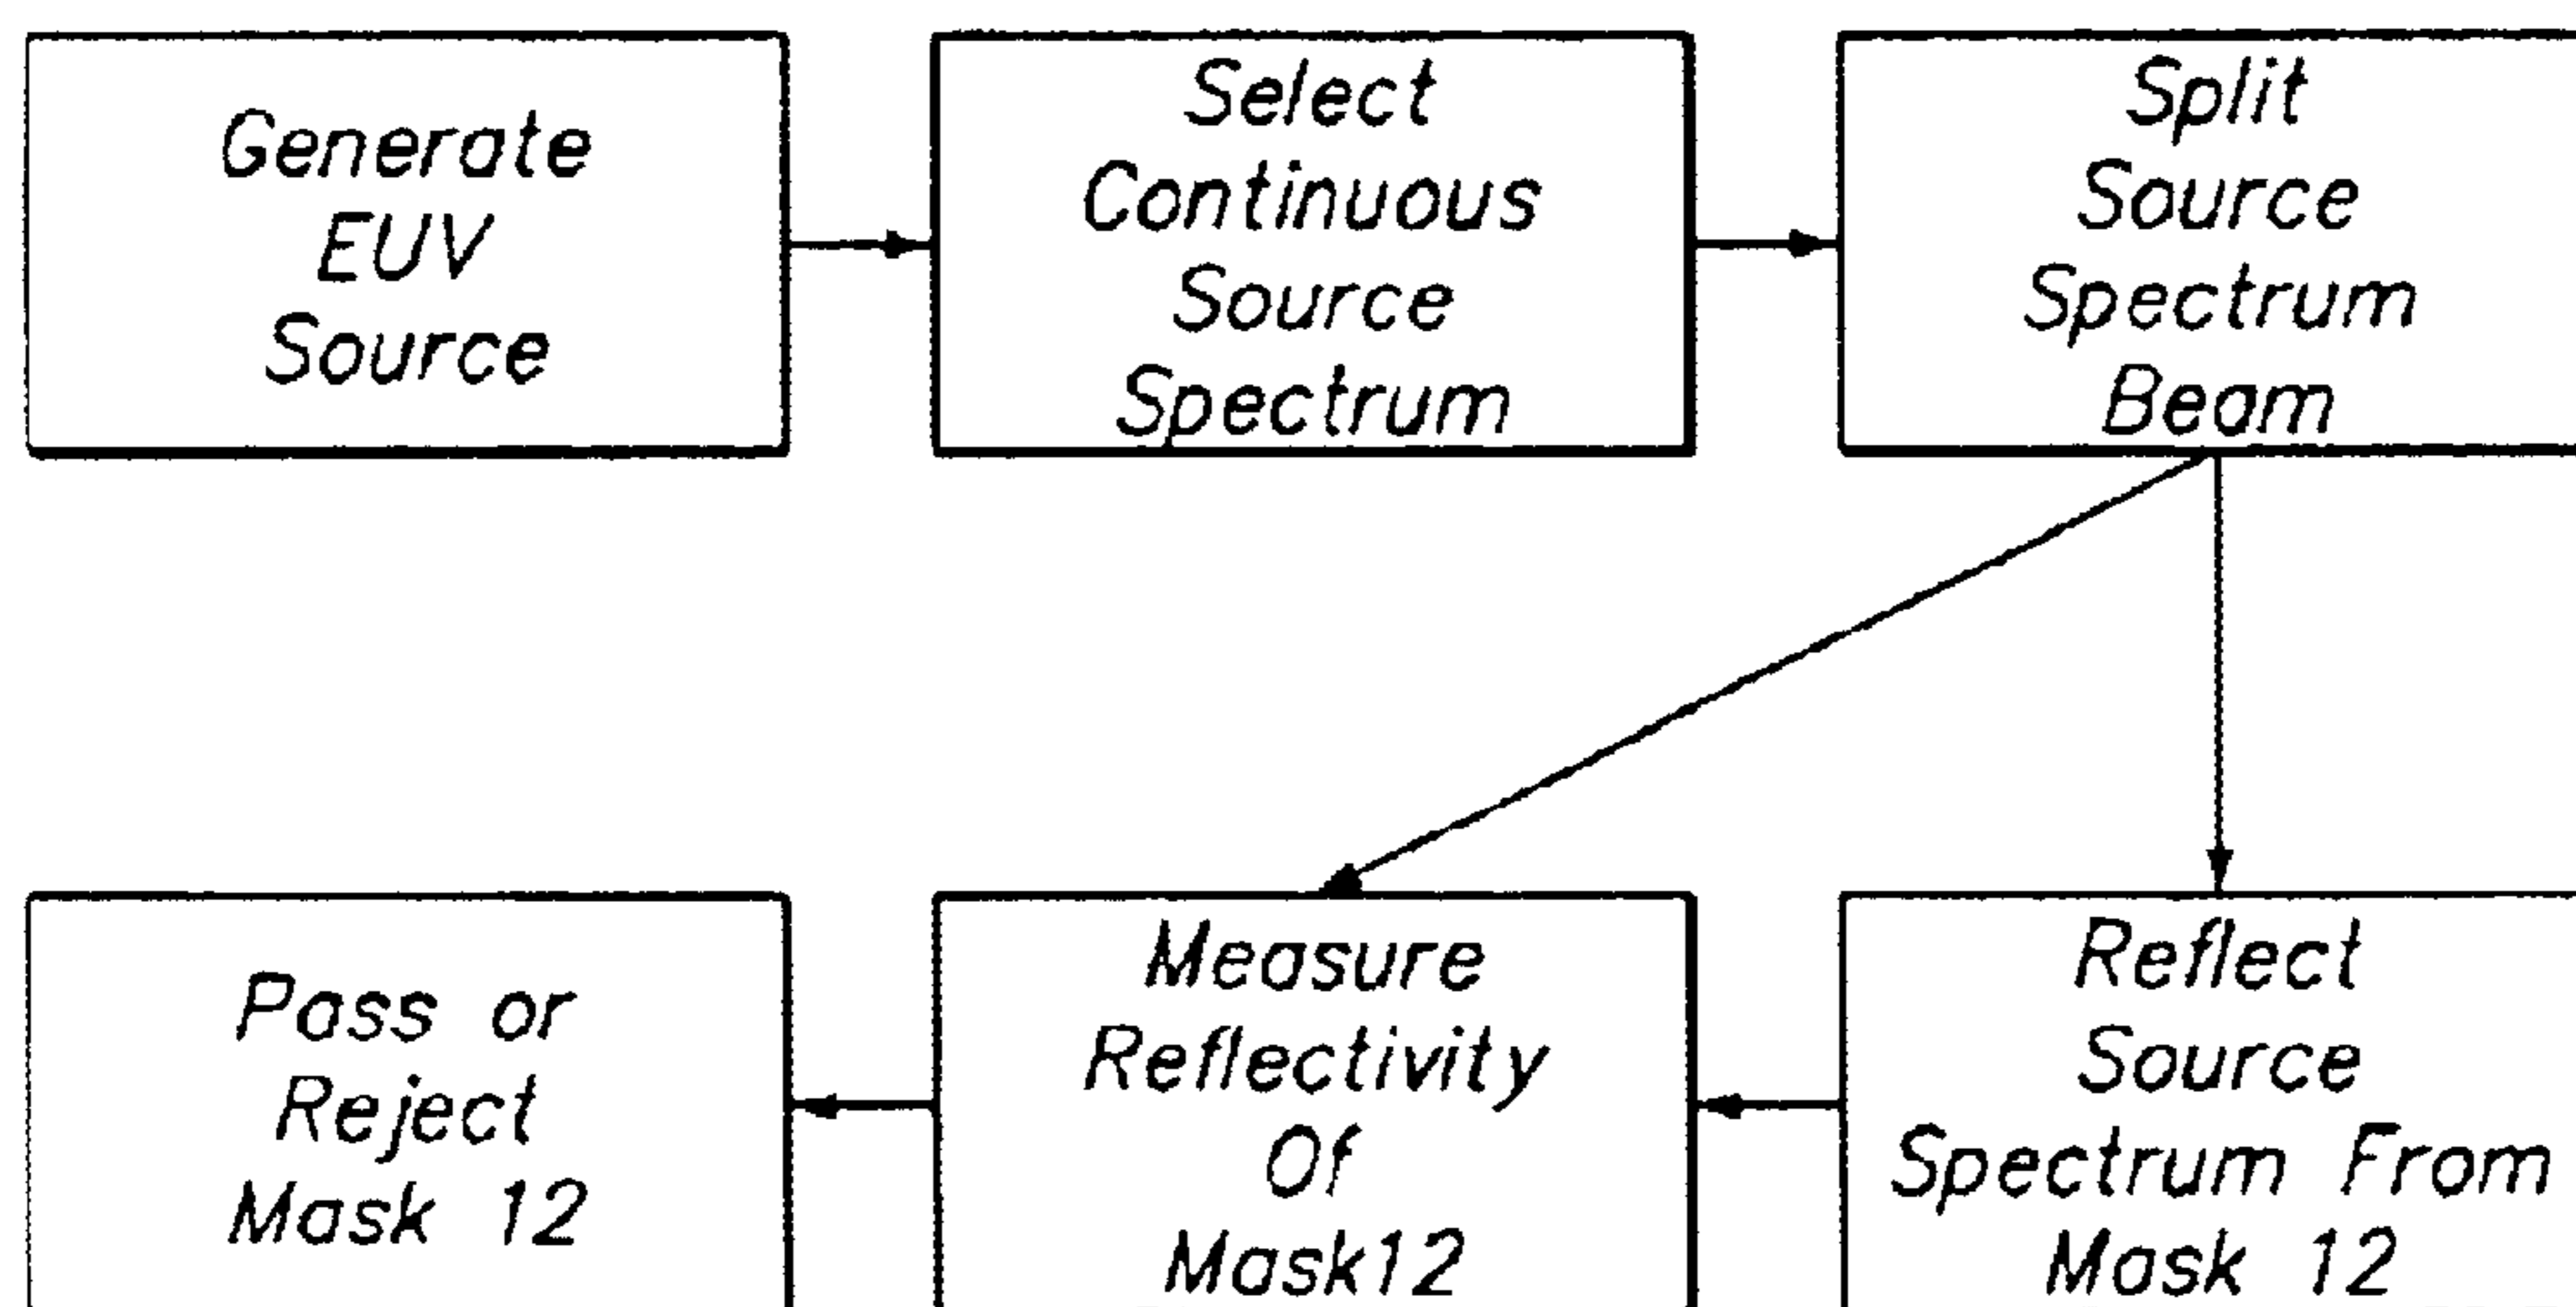 Generate
EUV
Source
Select
Continuous
Source
Spectrum
Split
Source
Spectrum
Beam
Pass or
Reject
Mask 12
Measure
Reflectivity
Of
Mask12
Reflect
Source
Spectrum From
Mask 12